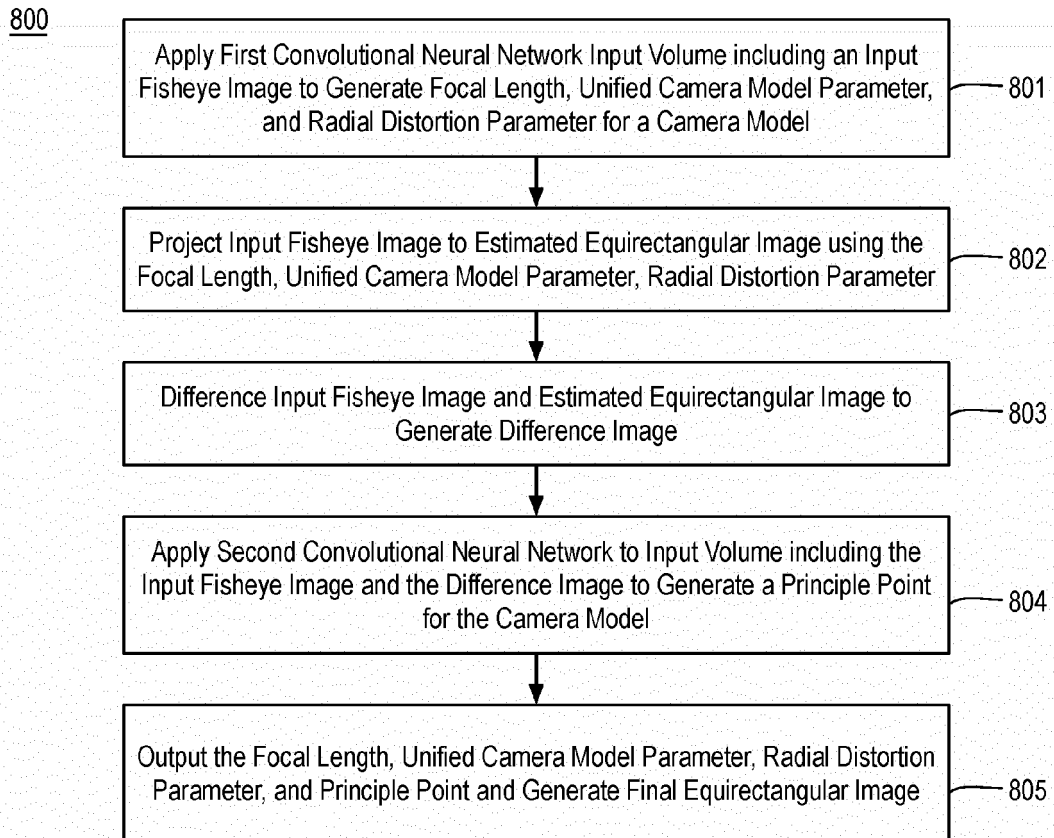 800
Apply First Convolutional Neural Network Input Volume including an Input
Fisheye Image to Generate Focal Length, Unified Camera Model Parameter,
and Radial Distortion Parameter for a Camera Model
801
Project Input Fisheye Image to Estimated Equirectangular Image using the
Focal Length, Unified Camera Model Parameter, Radial Distortion Parameter
802
Difference Input Fisheye Image and Estimated Equirectangular Image to
Generate Difference Image
803
Apply Second Convolutional Neural Network to Input Volume including the
Input Fisheye Image and the Difference Image to Generate a Principle Point
for the Camera Model
804
Output the Focal Length, Unified Camera Model Parameter, Radial Distortion
Parameter, and Principle Point and Generate Final Equirectangular Image
805